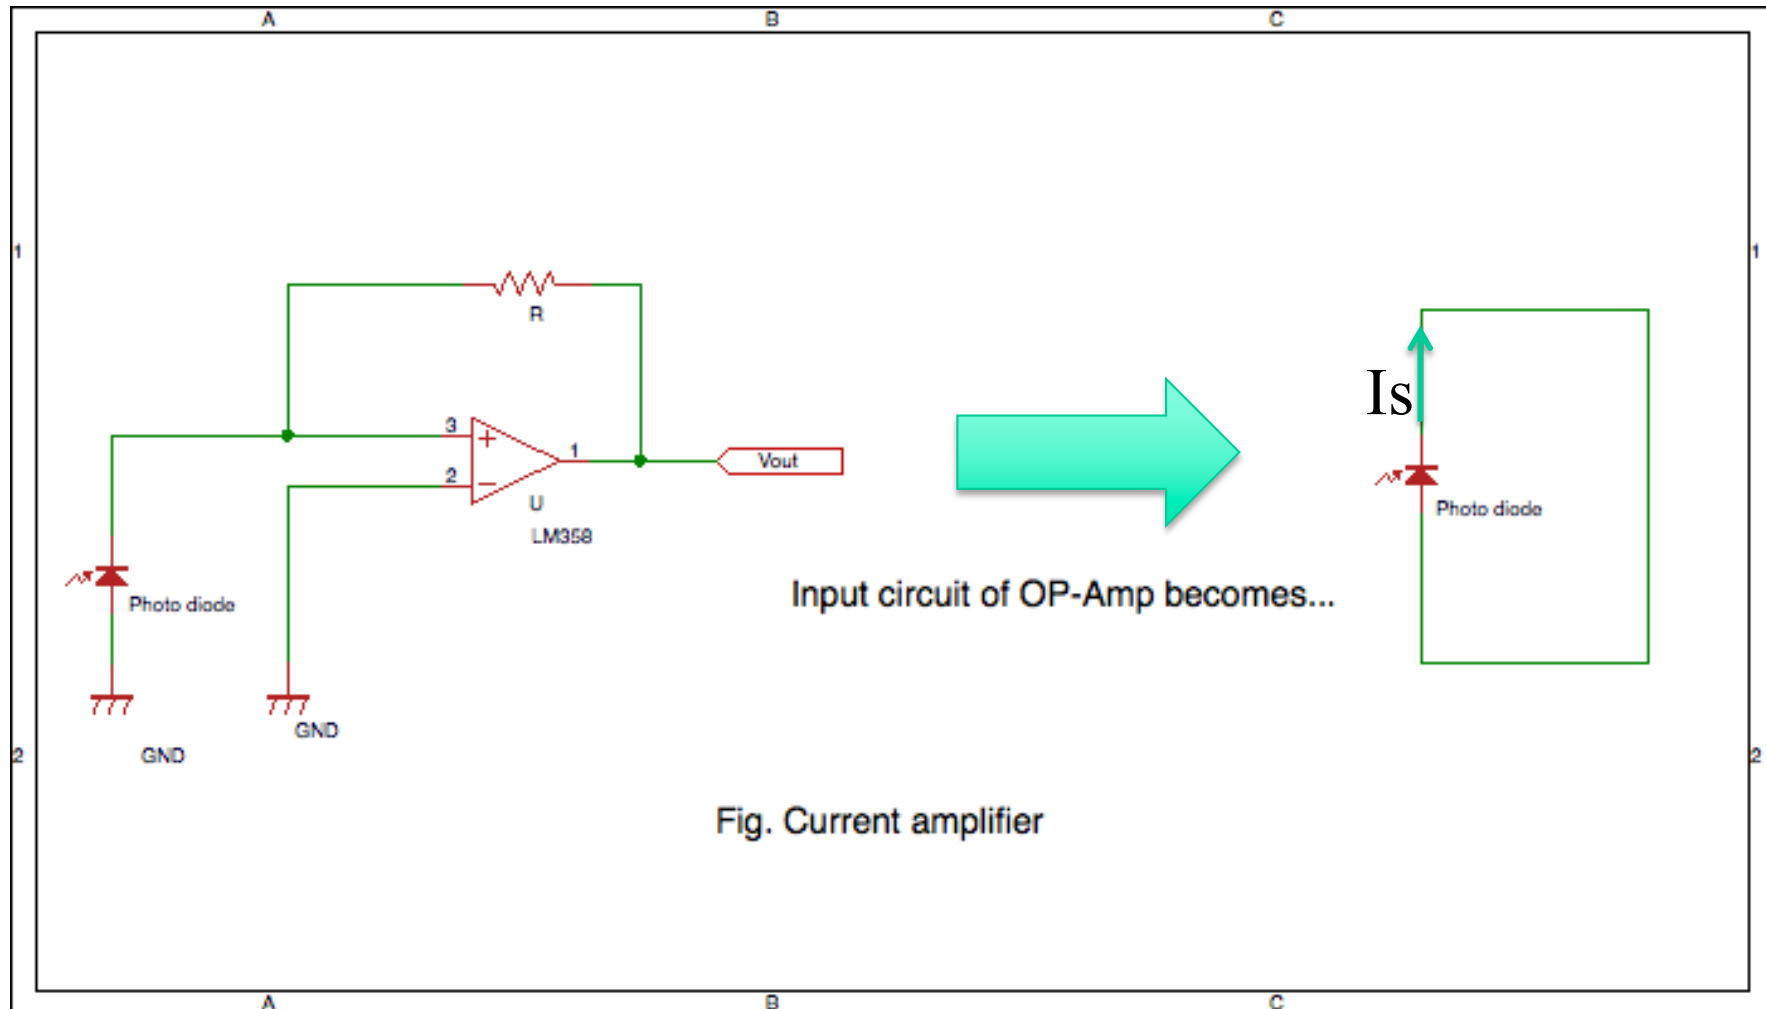 A B C
1 1
R
3
1
Vout
2
U
LM358
Is
Photo diode
Photo diode
Input circuit of OP-Amp becomes...
GND
GND
2 2
Fig. Current amplifier
A B C